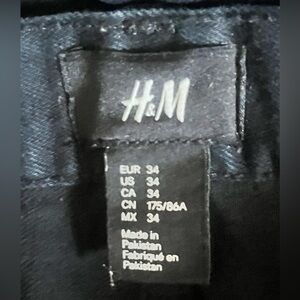 H&M
EUR 34
US 34
CA 34
CN 175/86A
MX 34
Made in
Pakistan
Fabriqué en
Pakistan